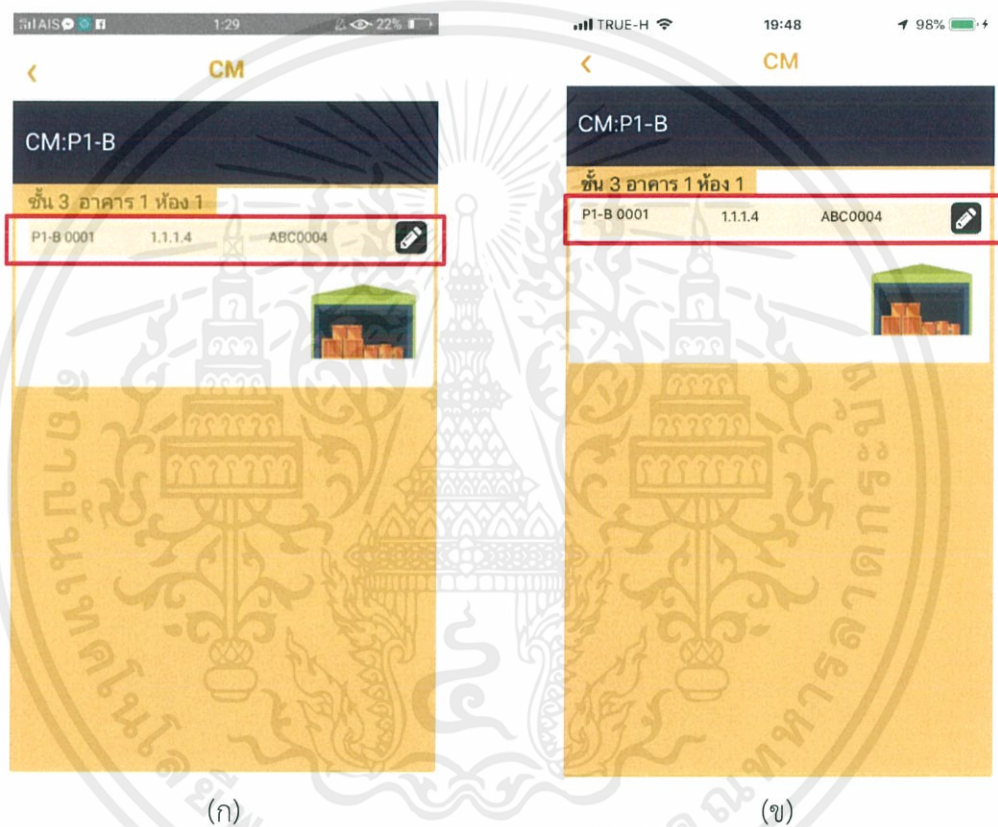 AIS 1:29 22%
CM
CM:P1-B
ชั้น 3 อาคาร 1 ห้อง 1
P1-B 0001 1.1.1.4 ABC0004
(ก)
TRUE-H 19:48 98%
CM
CM:P1-B
ชั้น 3 อาคาร 1 ห้อง 1
P1-B 0001 1.1.1.4 ABC0004
(ข)